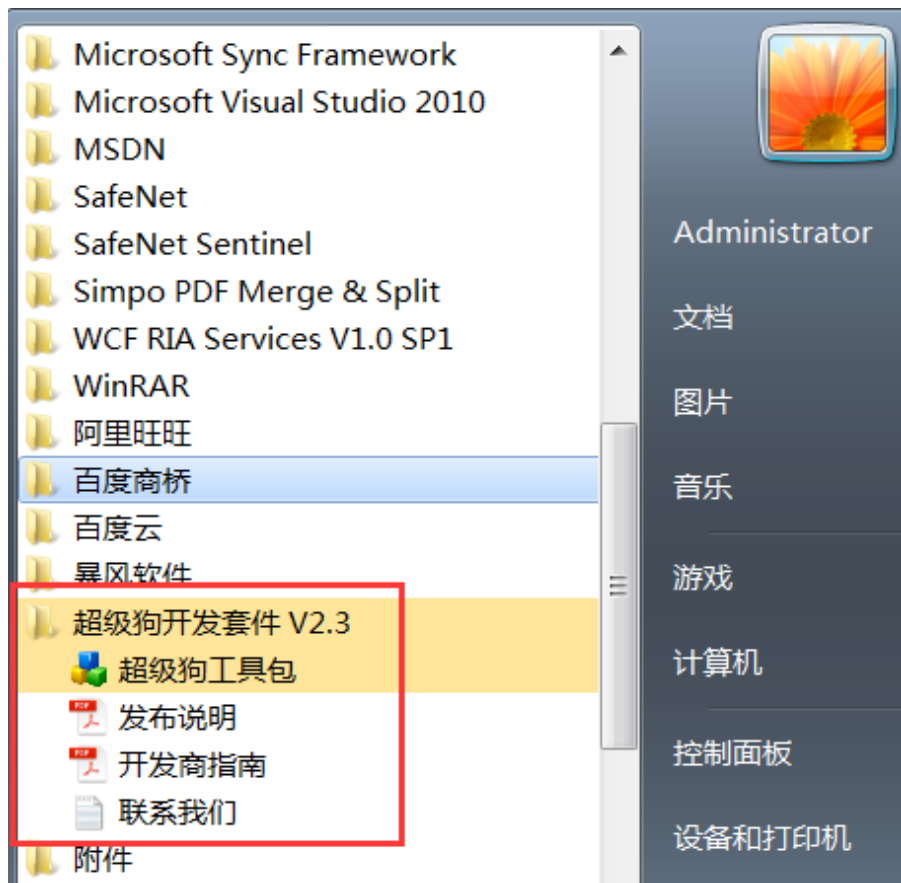 Microsoft Sync Framework
Microsoft Visual Studio 2010
MSDN
SafeNet
SafeNet Sentinel
Simpo PDF Merge & Split
WCF RIA Services V1.0 SP1
WinRAR
阿里旺旺
百度商桥
百度云
暴风软件
超级狗开发套件 V2.3
超级狗工具包
PDF 发布说明
PDF 开发商指南
联系我们
附件
Administrator
文档
图片
音乐
游戏
计算机
控制面板
设备和打印机